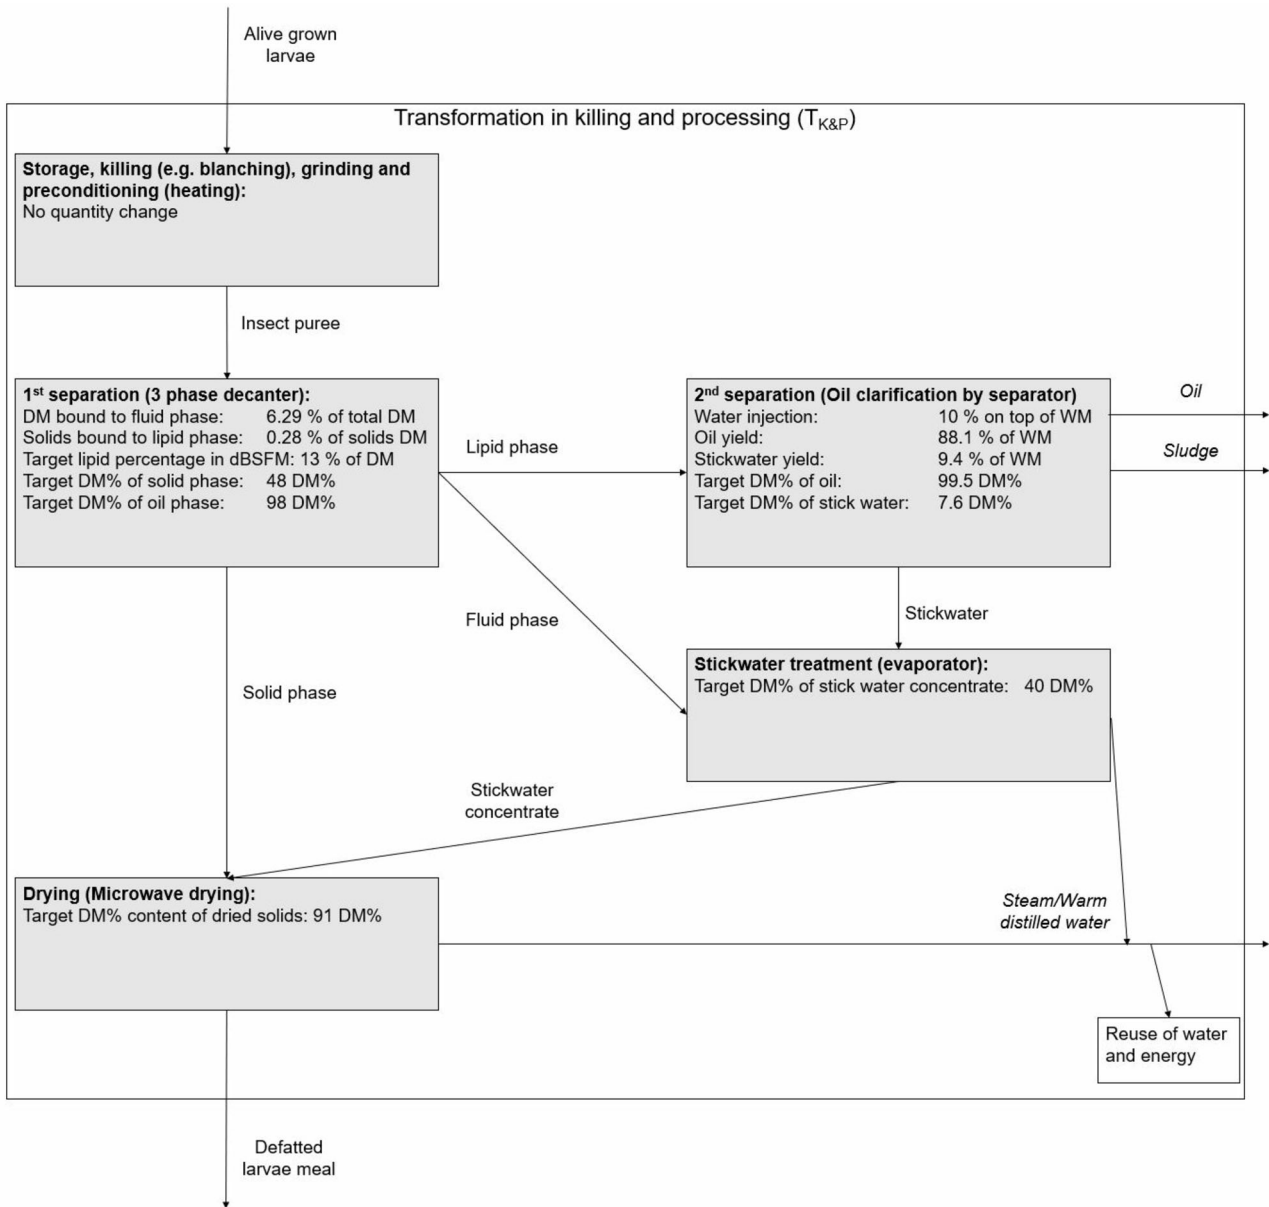 Alive grown
larvae
Transformation in killing and processing (TK&P)
Storage, killing (e.g. blanching), grinding and
preconditioning (heating):
No quantity change
Insect puree
1st separation (3 phase decanter):
DM bound to fluid phase: 6.29 % of total DM
Solids bound to lipid phase: 0.28 % of solids DM
Target lipid percentage in dBSFM: 13 % of DM
Target DM% of solid phase: 48 DM%
Target DM% of oil phase: 98 DM%
Lipid phase
2nd separation (Oil clarification by separator)
Water injection: 10 % on top of WM
Oil yield: 88.1 % of WM
Stickwater yield: 9.4 % of WM
Target DM% of oil: 99.5 DM%
Target DM% of stick water: 7.6 DM%
Oil
Sludge
Fluid phase
Stickwater
Solid phase
Stickwater treatment (evaporator):
Target DM% of stick water concentrate: 40 DM%
Stickwater
concentrate
Drying (Microwave drying):
Target DM% content of dried solids: 91 DM%
Steam/Warm
distilled water
Reuse of water
and energy
Defatted
larvae meal